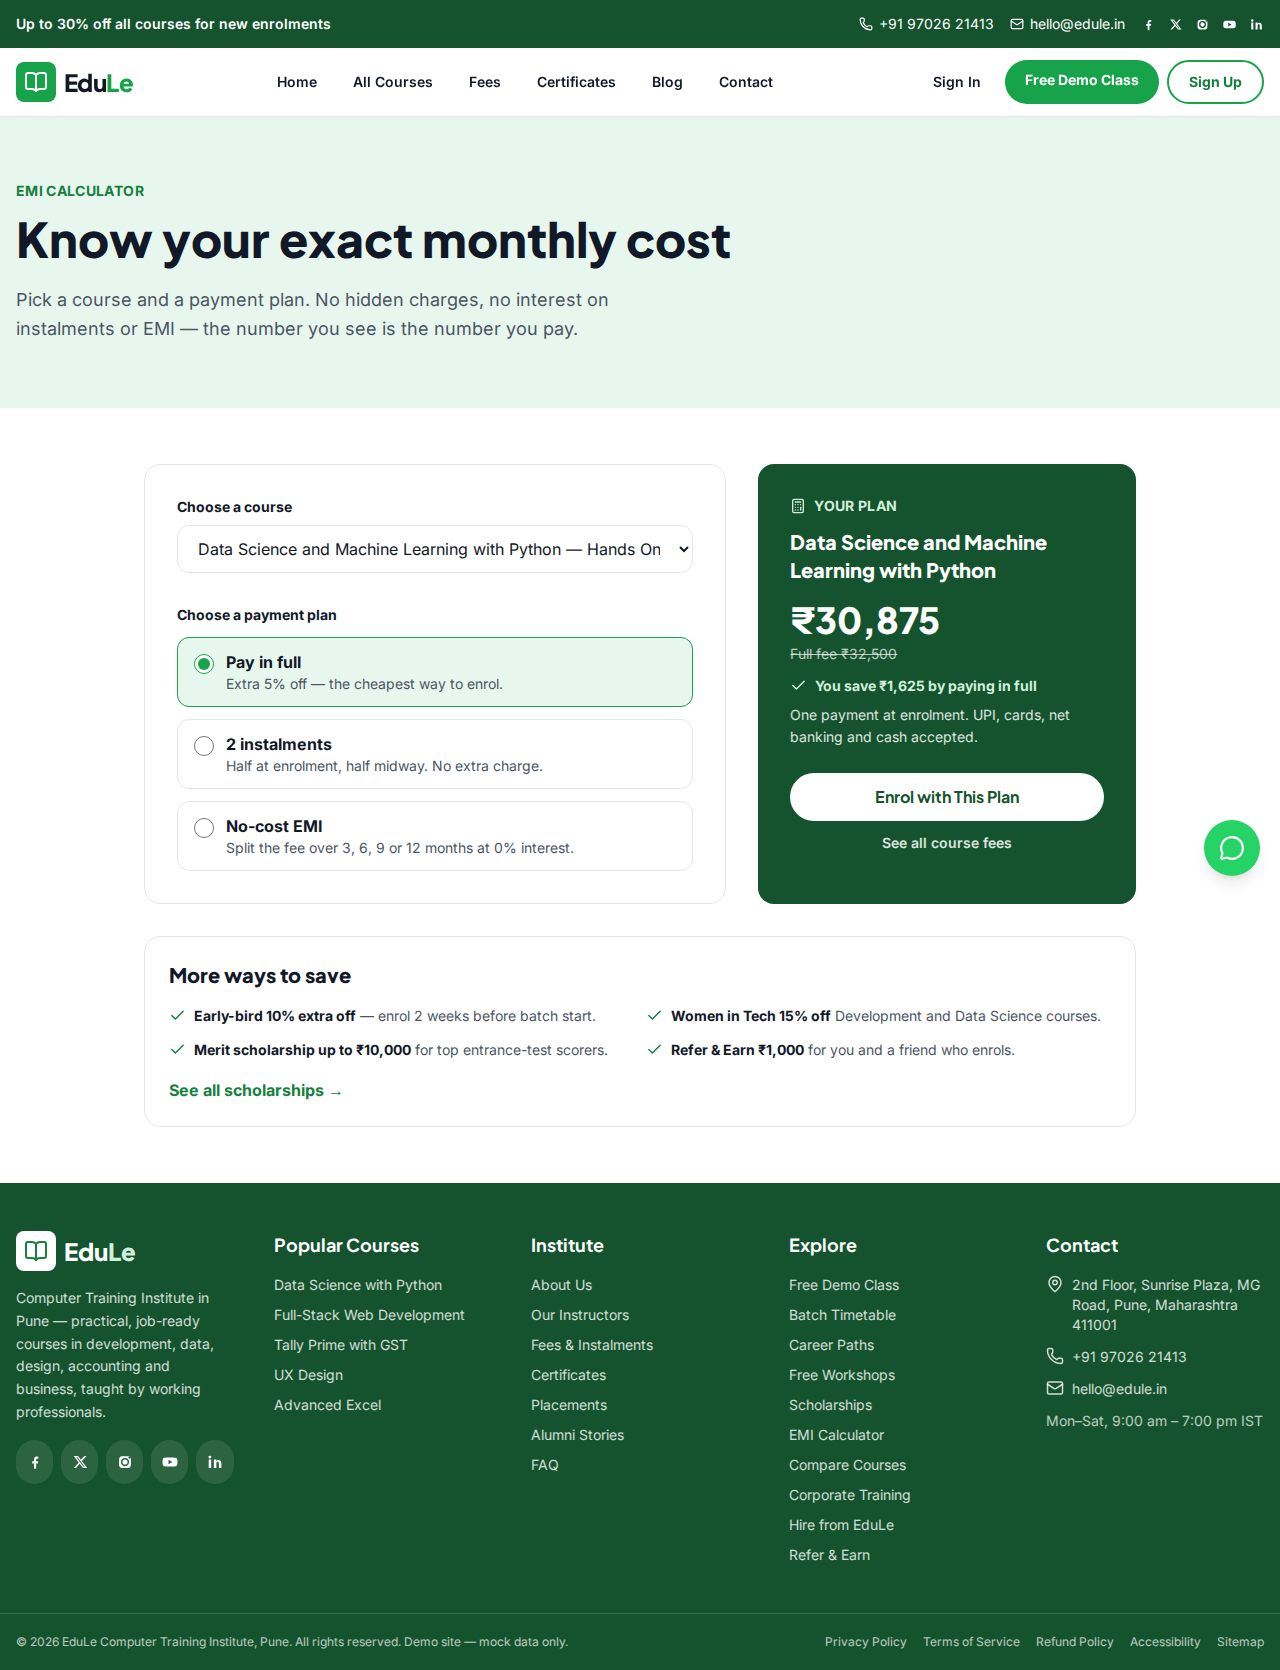 Up to 30% off all courses for new enrolments
+91 97026 21413
hello@edule.in
EduLe
Home
All Courses
Fees
Certificates
Blog
Contact
Sign In
Free Demo Class
Sign Up
EMI CALCULATOR
Know your exact monthly cost
Pick a course and a payment plan. No hidden charges, no interest on
instalments or EMI — the number you see is the number you pay.
Choose a course
Data Science and Machine Learning with Python — Hands On
Choose a payment plan
Pay in full
Extra 5% off — the cheapest way to enrol.
2 instalments
Half at enrolment, half midway. No extra charge.
No-cost EMI
Split the fee over 3, 6, 9 or 12 months at 0% interest.
YOUR PLAN
Data Science and Machine
Learning with Python
₹30,875
Full fee ₹32,500
You save ₹1,625 by paying in full
One payment at enrolment. UPI, cards, net
banking and cash accepted.
Enrol with This Plan
See all course fees
More ways to save
Early-bird 10% extra off — enrol 2 weeks before batch start.
Women in Tech 15% off Development and Data Science courses.
Merit scholarship up to ₹10,000 for top entrance-test scorers.
Refer & Earn ₹1,000 for you and a friend who enrols.
See all scholarships →
EduLe
Computer Training Institute in
Pune — practical, job-ready
courses in development, data,
design, accounting and
business, taught by working
professionals.
Popular Courses
Data Science with Python
Full-Stack Web Development
Tally Prime with GST
UX Design
Advanced Excel
Institute
About Us
Our Instructors
Fees & Instalments
Certificates
Placements
Alumni Stories
FAQ
Explore
Free Demo Class
Batch Timetable
Career Paths
Free Workshops
Scholarships
EMI Calculator
Compare Courses
Corporate Training
Hire from EduLe
Refer & Earn
Contact
2nd Floor, Sunrise Plaza, MG
Road, Pune, Maharashtra
411001
+91 97026 21413
hello@edule.in
Mon–Sat, 9:00 am – 7:00 pm IST
© 2026 EduLe Computer Training Institute, Pune. All rights reserved. Demo site — mock data only.
Privacy Policy
Terms of Service
Refund Policy
Accessibility
Sitemap